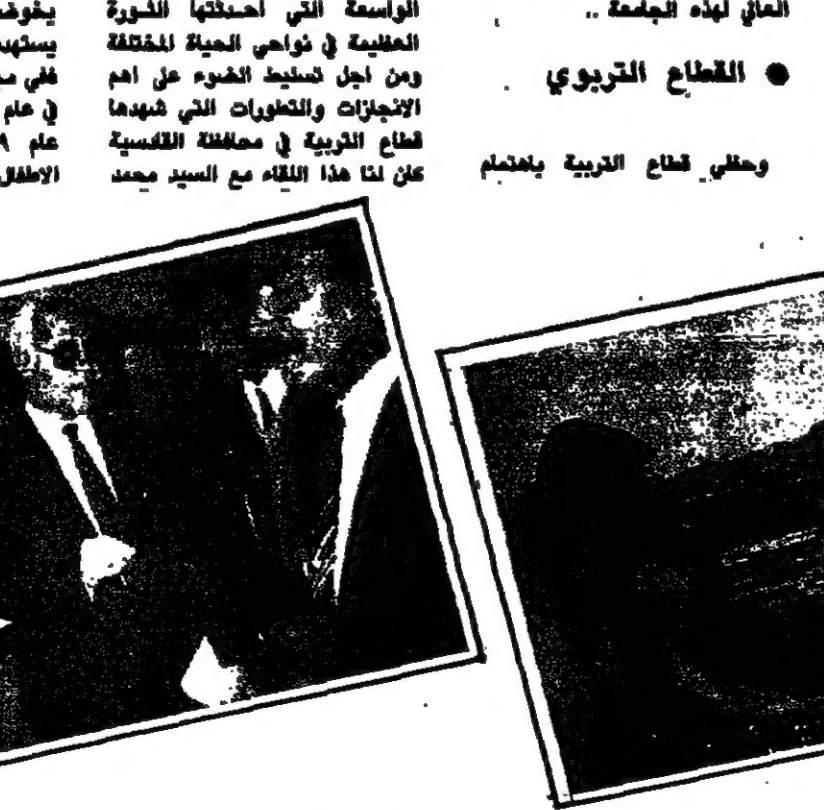 العالي لهذه الجامعة ..
● القطاع التربوي
وحظي قطاع التربية باهتمام
الواسعة التي احدثتها الثورة
العظيمة في نواحي الحياة المختلفة
ومن اجل تسليط الضوء على اهم
الانجازات والتطورات التي شهدها
قطاع التربية في محافظة القادسية
كان لنا هذا اللقاء مع السيد محمد
يستهد
في عام
عام ٩
الاطفال